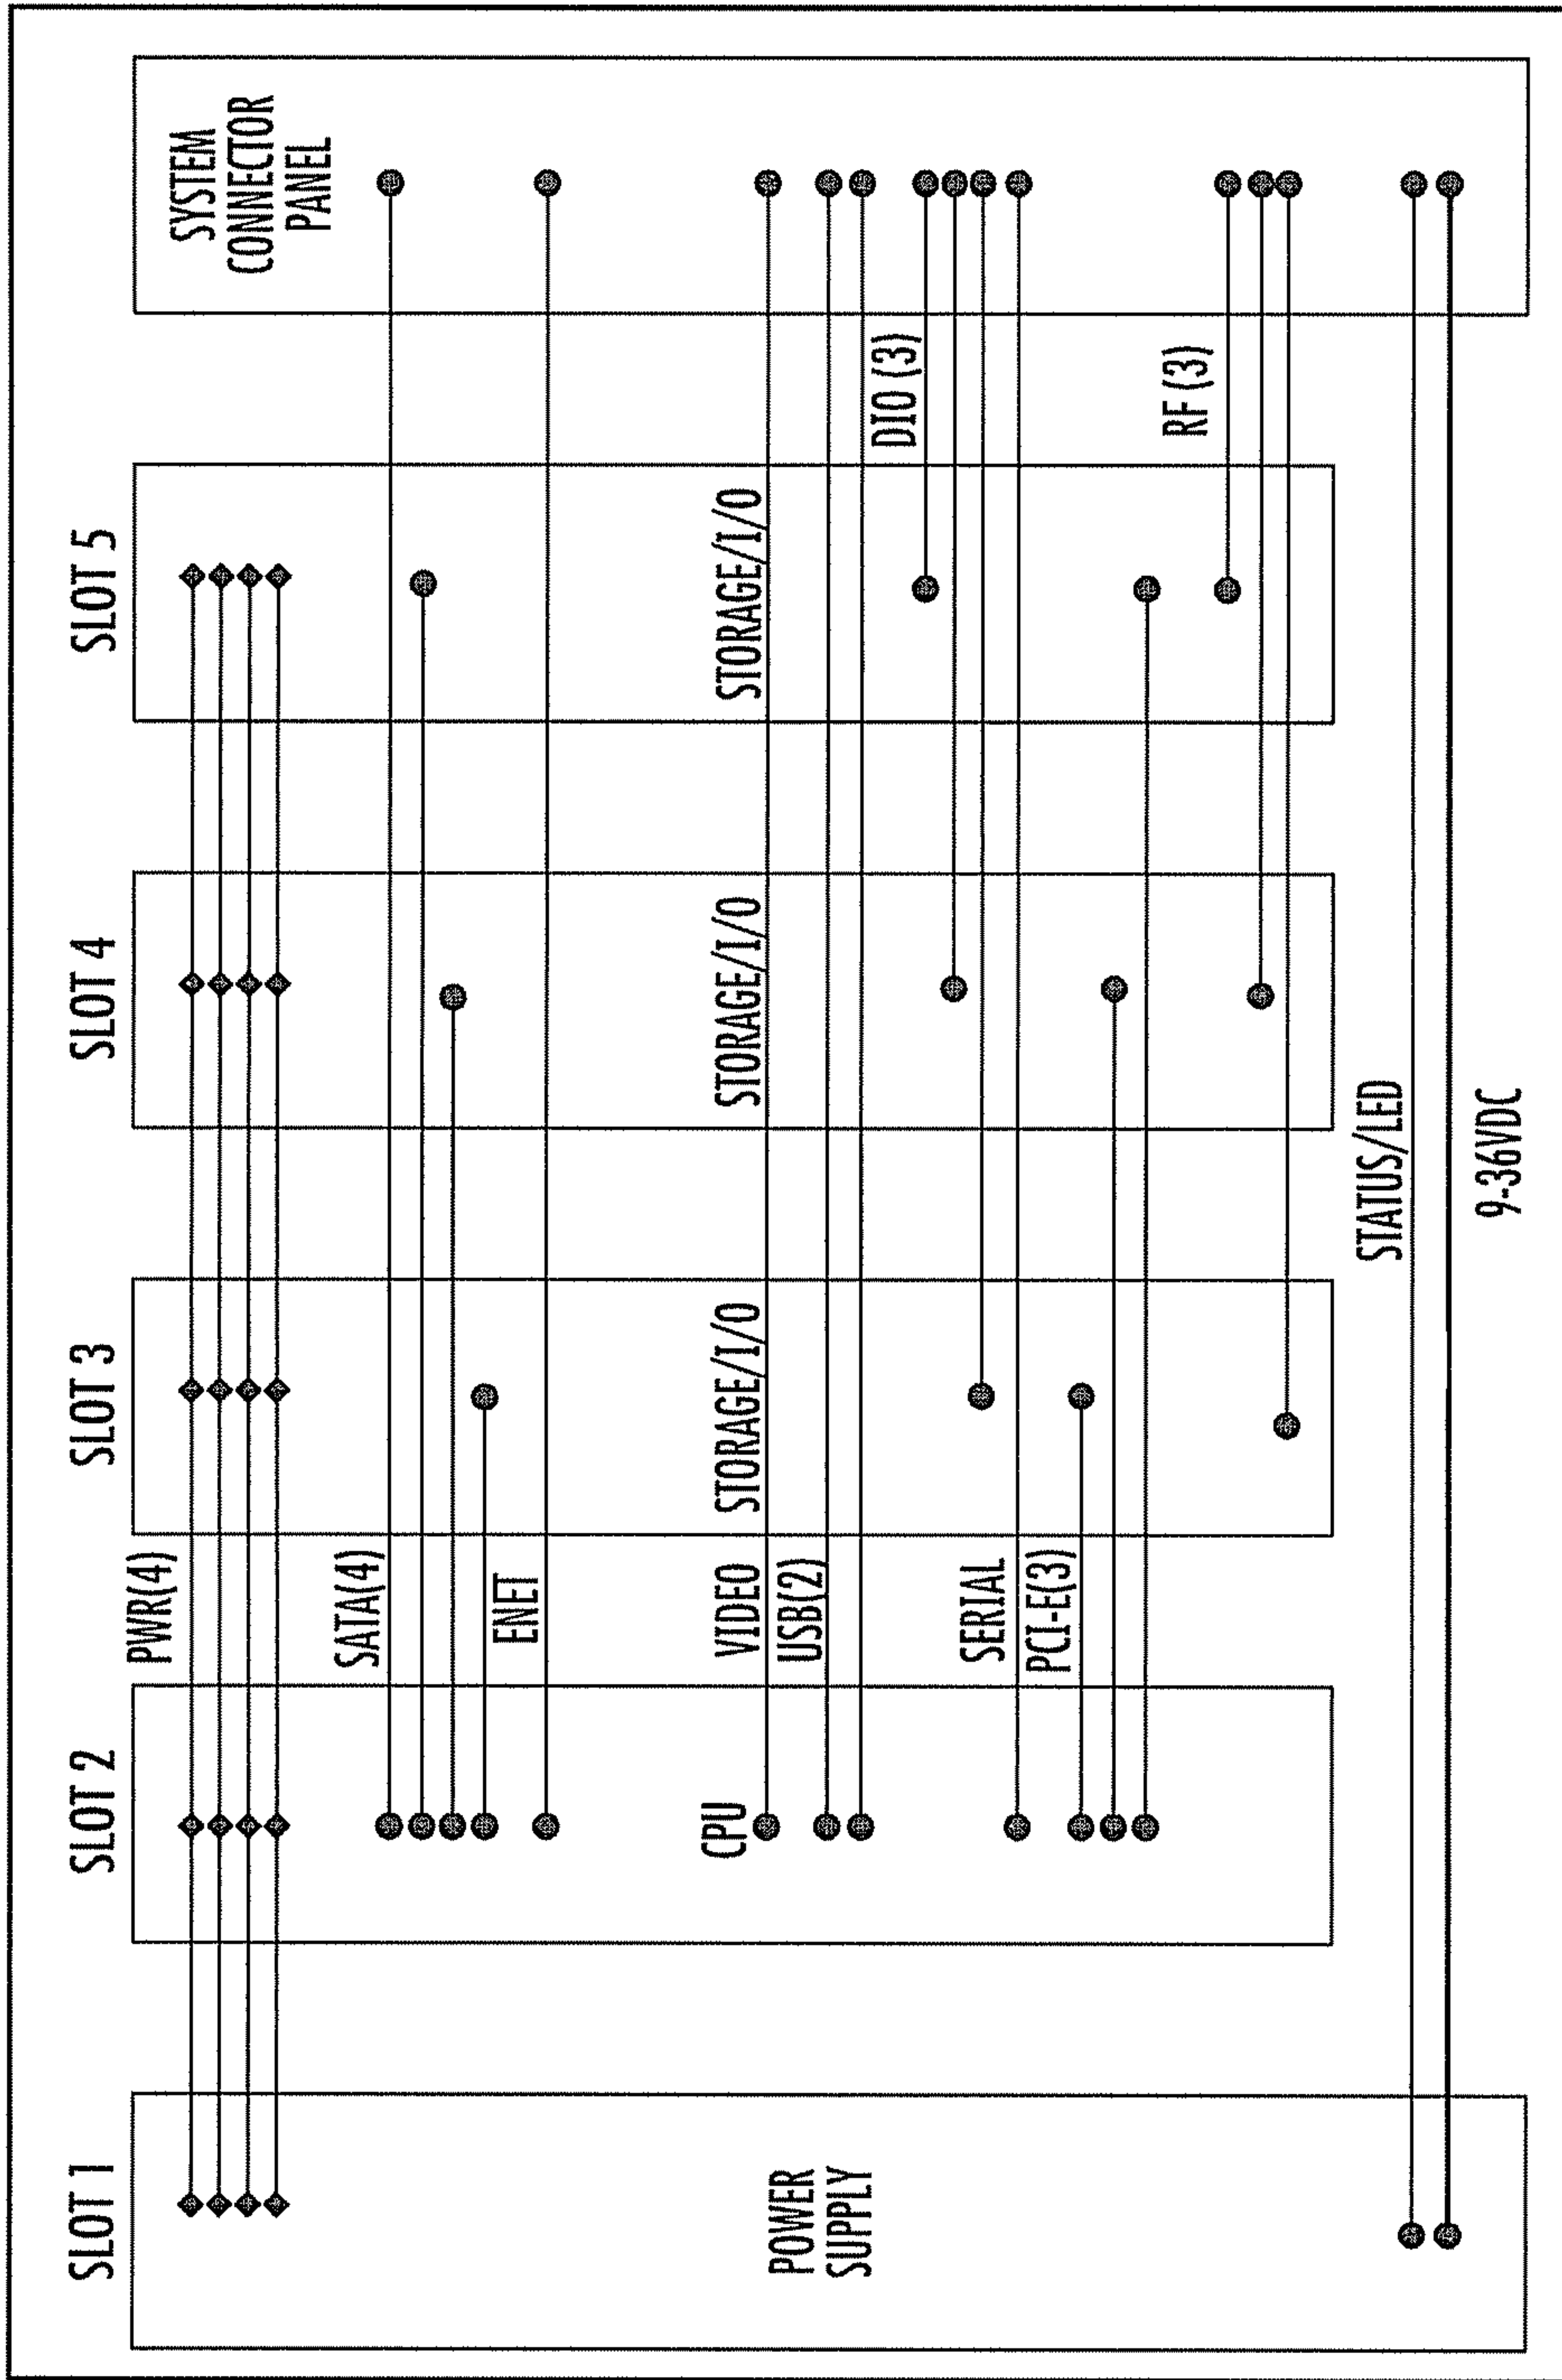 SLOT 1
SLOT 2
SLOT 3
SLOT 4
SLOT 5
SYSTEM
CONNECTOR
PANEL
PWR(4)
SATA(4)
ENET
CPU
VIDEO
STORAGE/I/O
STORAGE/I/O
STORAGE/I/O
USB(2)
POWER
SUPPLY
DIO (3)
SERIAL
PCI-E(3)
RF (3)
STATUS/LED
9-36VDC